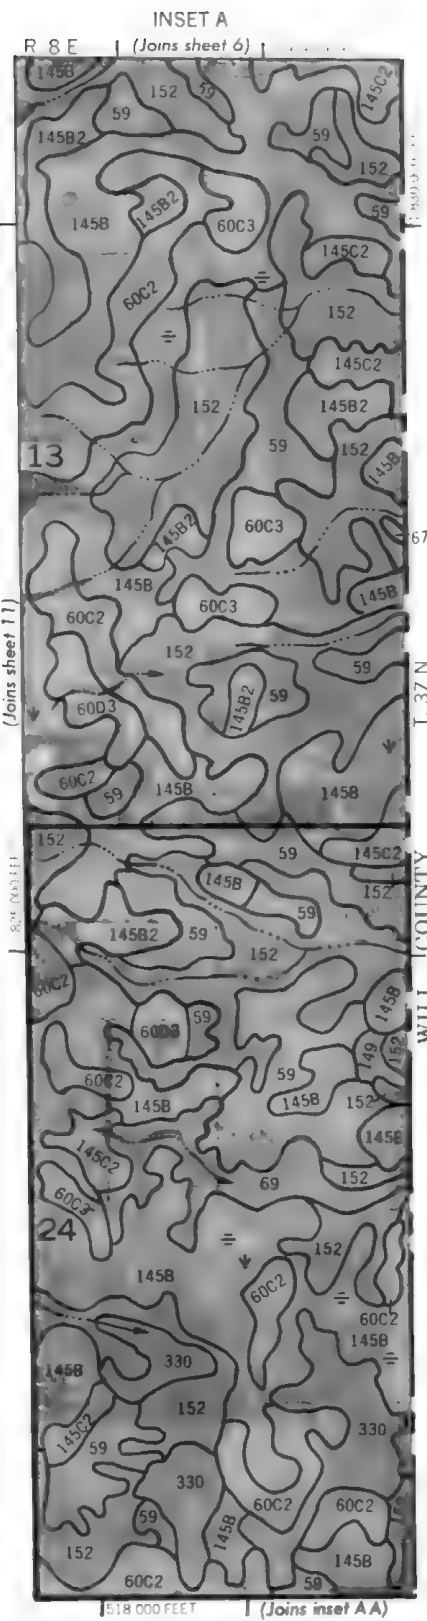 INSET A
R 8 E
(Joins sheet 6)
145B
152
59
145C2
59
59
145B2
152
145B2
59
145B
60C3
145C2
60C2
152
145C2
152
145B2
59
152
13
145B
145B2
60C3
67
145B
145B
60C3
60C2
(Joins sheet 11)
152
59
T. 37 N
145B2
59
60D3
60C2
59
145B
145B
152
59
145C2
145B
152
59
145B2
59
152
WILL COUNTY
60C2
145B
60D3
59
149
152
59
60C2
145B
145B
152
145B
145C2
69
152
60C3
24
152
145B
60C2
60C2
145B
330
145B
152
330
145C2
59
330
60C2
60C2
59
145B
152
145B
60C2
59
518 000 FEET
(Joins inset AA)